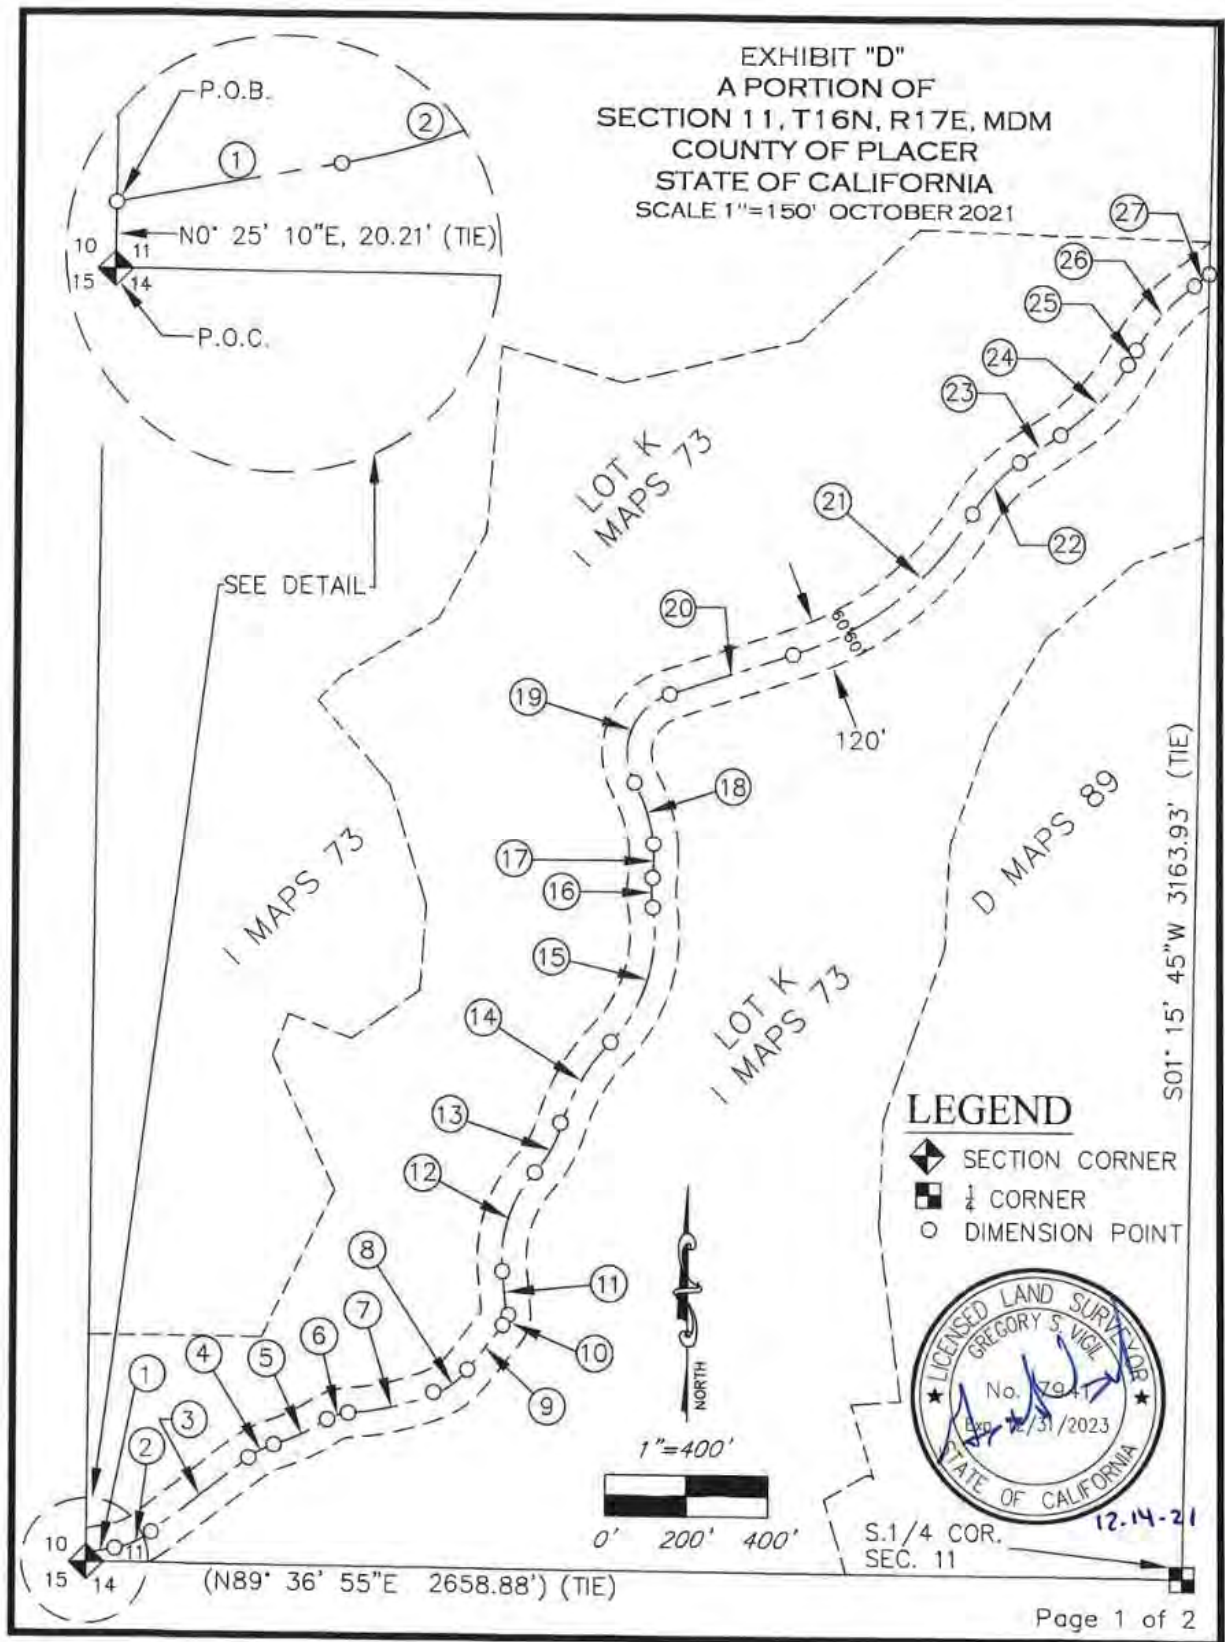 EXHIBIT "D"
A PORTION OF
SECTION 11, T16N, R17E, MDM
COUNTY OF PLACER
STATE OF CALIFORNIA
SCALE 1"=150' OCTOBER 2021
P.O.B.
2
1
N0° 25' 10"E, 20.21' (TIE)
10 11
15 14
P.O.C.
SEE DETAIL
27
26
25
24
23
LOT K
I MAPS 73
21
22
20
60' 60'
19
120'
18
17
16
I MAPS 73
D MAPS 89
S01° 15' 45"W 3163.93' (TIE)
15
14
LOT K
I MAPS 73
13
12
LEGEND
SECTION CORNER
1/4 CORNER
DIMENSION POINT
8
11
7
6
10
5
4
9
1
3
2
NORTH
1"=400'
0' 200' 400'
LICENSED LAND SURVEYOR
GREGORY S. VIGIL
No. 7941
Exp. 12/31/2023
STATE OF CALIFORNIA
12-14-21
S.1/4 COR.
SEC. 11
10 11
15 14
(N89° 36' 55"E 2658.88') (TIE)
Page 1 of 2